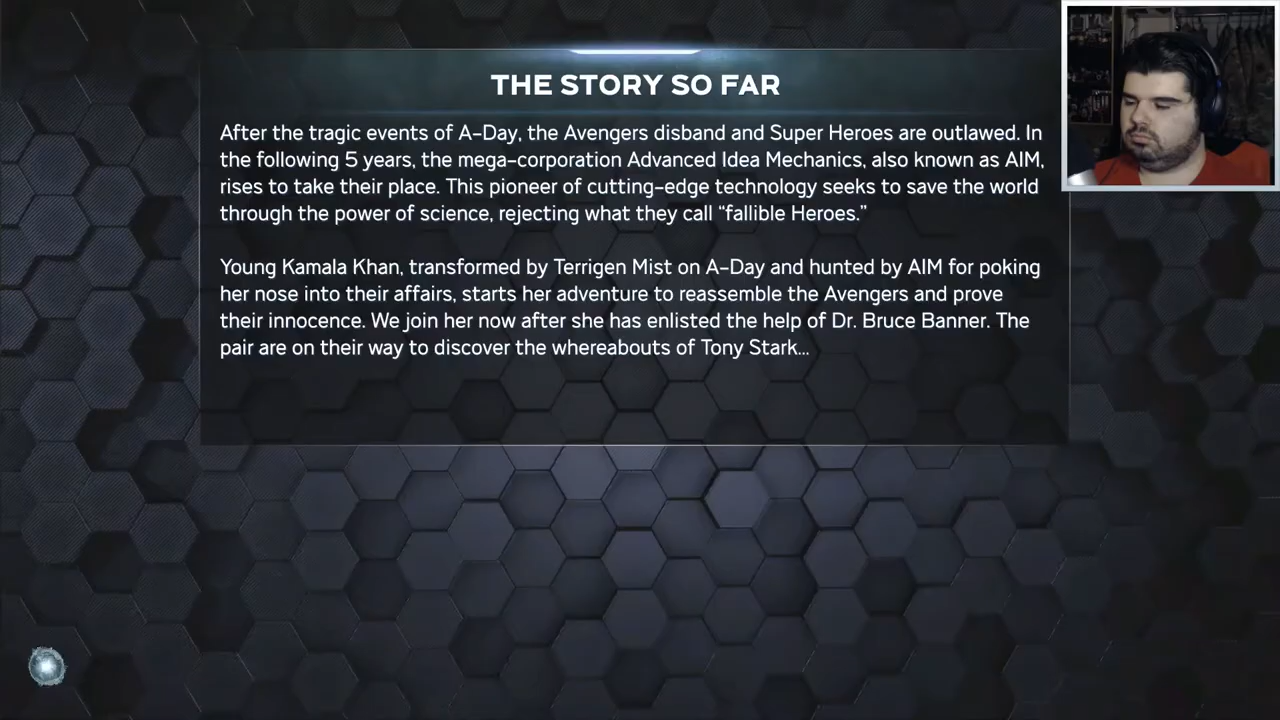 THE STORY SO FAR
After the tragic events of A-Day, the Avengers disband and Super Heroes are outlawed. In
the following 5 years, the mega-corporation Advanced Idea Mechanics, also known as AIM,
rises to take their place. This pioneer of cutting-edge technology seeks to save the world
through the power of science, rejecting what they call “fallible Heroes.”
Young Kamala Khan, transformed by Terrigen Mist on A-Day and hunted by AIM for poking
her nose into their affairs, starts her adventure to reassemble the Avengers and prove
their innocence. We join her now after she has enlisted the help of Dr. Bruce Banner. The
pair are on their way to discover the whereabouts of Tony Stark...